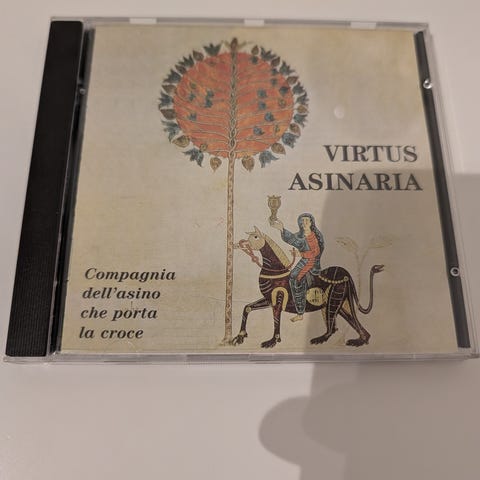 VIRTUS
ASINARIA
Compagnia
dell'asino
che porta
la croce